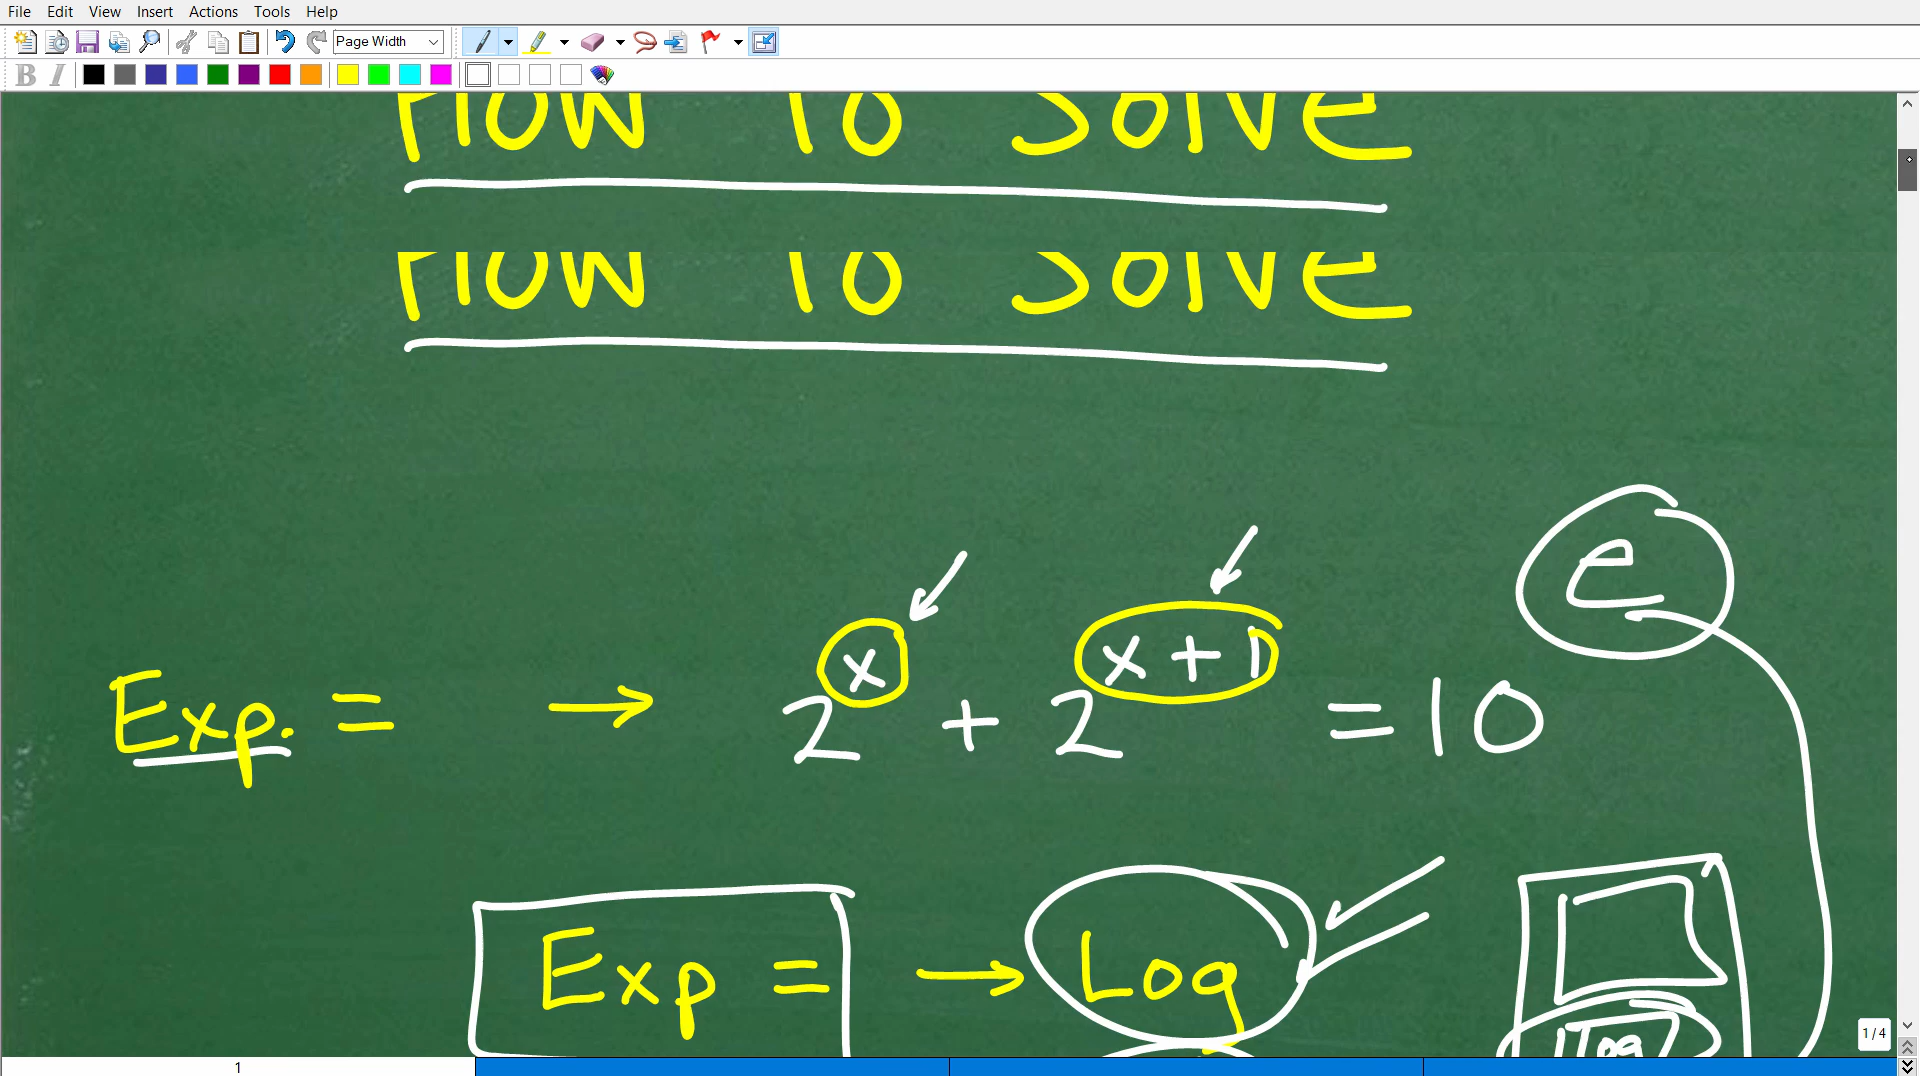 File Edit View Insert Actions Tools Help
Page Width
B I
How To Solve
How To Solve
e
Exp. = → 2^x + 2^(x+1) = 10
Exp = → Log
log
1 / 4
1